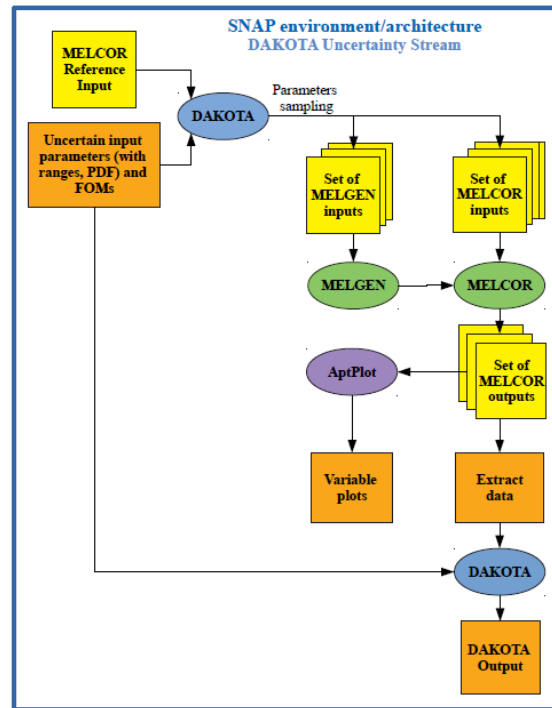 SNAP environment/architecture
DAKOTA Uncertainty Stream
MELCOR
Reference
Input
DAKOTA
Parameters
sampling
Uncertain input
parameters (with
ranges, PDF) and
FOMs
Set of
MELGEN
inputs
Set of
MELCOR
inputs
MELGEN
MELCOR
AptPlot
Set of
MELCOR
outputs
Variable
plots
Extract
data
DAKOTA
DAKOTA
Output